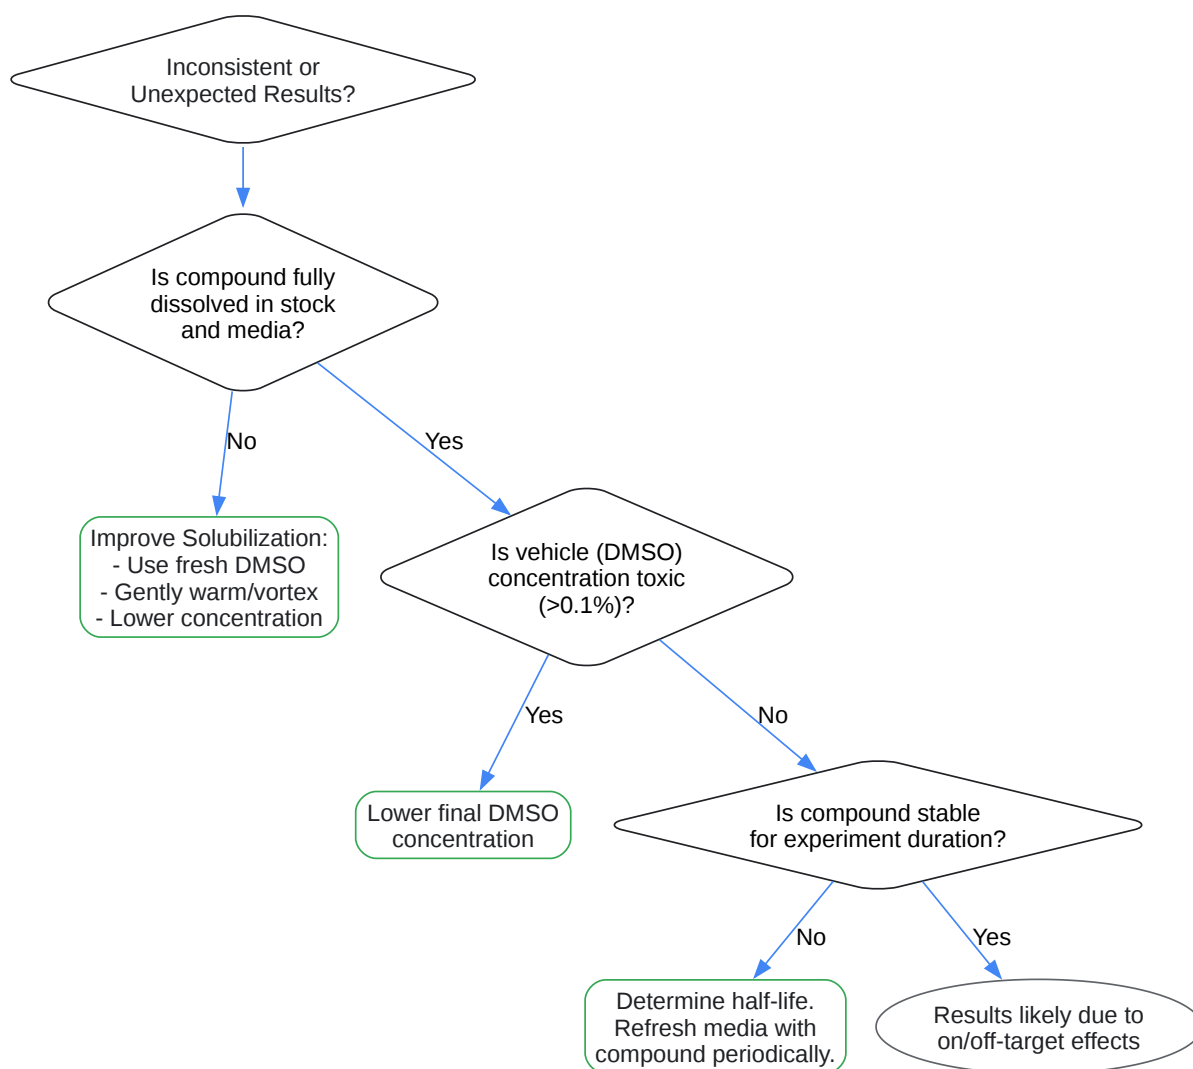 Inconsistent or
Unexpected Results?
Is compound fully
dissolved in stock
and media?
No
Yes
Improve Solubilization:
- Use fresh DMSO
- Gently warm/vortex
- Lower concentration
Is vehicle (DMSO)
concentration toxic
(>0.1%)?
Yes
No
Lower final DMSO
concentration
Is compound stable
for experiment duration?
No
Yes
Determine half-life.
Refresh media with
compound periodically.
Results likely due to
on/off-target effects